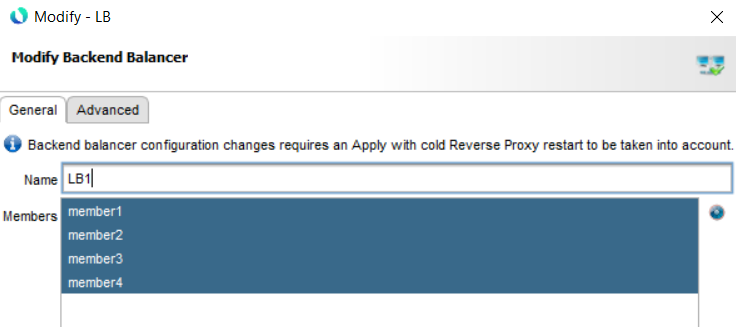 Modify - LB
Modify Backend Balancer
General Advanced
Backend balancer configuration changes requires an Apply with cold Reverse Proxy restart to be taken into account.
Name LB1
Members member1
member2
member3
member4